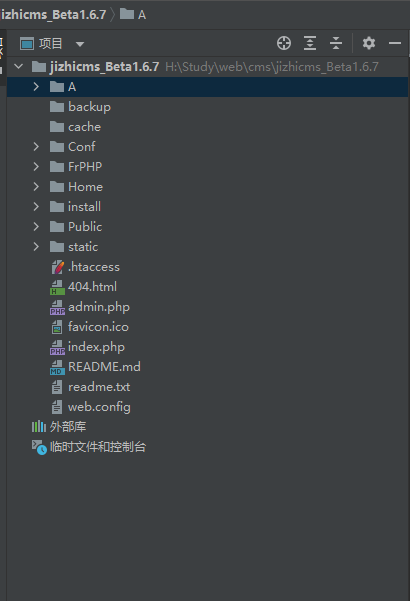 jizhicms_Beta1.6.7 A
项目
jizhicms_Beta1.6.7 H:\Study\web\cms\jizhicms_Beta1.6.7
A
backup
cache
Conf
FrPHP
Home
install
Public
static
.htaccess
404.html
admin.php
favicon.ico
index.php
README.md
readme.txt
web.config
外部库
临时文件和控制台